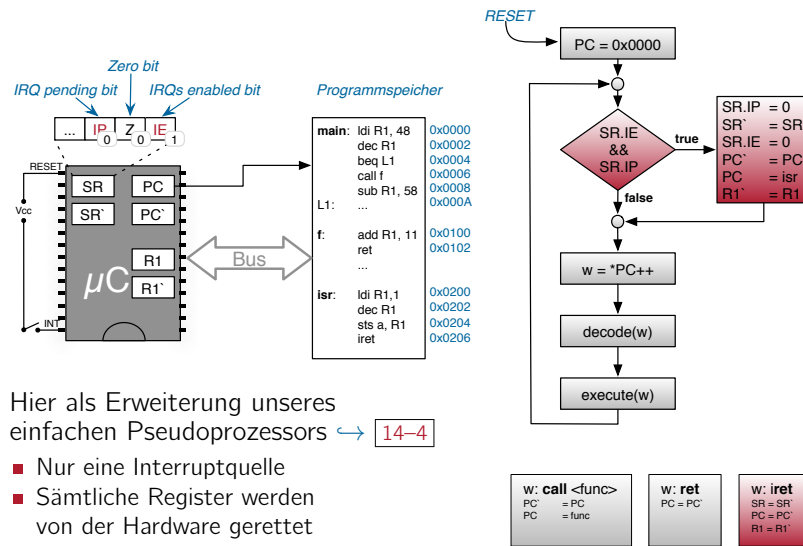 RESET
PC = 0x0000
Zero bit
IRQ pending bit
IRQs enabled bit
Programmspeicher
... IP 0 Z 0 IE 1
main: ldi R1, 48 0x0000
dec R1 0x0002
beq L1 0x0004
call f 0x0006
sub R1, 58 0x0008
L1: ... 0x000A
f: add R1, 11 0x0100
ret 0x0102
...
isr: ldi R1,1 0x0200
dec R1 0x0202
sts a, R1 0x0204
iret 0x0206
RESET
Vcc
INT
SR PC
SR` PC`
R1
R1`
µC
Bus
SR.IE
&&
SR.IP
true
false
SR.IP = 0
SR` = SR
SR.IE = 0
PC` = PC
PC = isr
R1` = R1
w = *PC++
decode(w)
execute(w)
Hier als Erweiterung unseres
einfachen Pseudoprozessors ↪ 14–4
■ Nur eine Interruptquelle
■ Sämtliche Register werden
von der Hardware gerettet
w: call <func>
PC` = PC
PC = func
w: ret
PC = PC`
w: iret
SR = SR`
PC = PC`
R1 = R1`